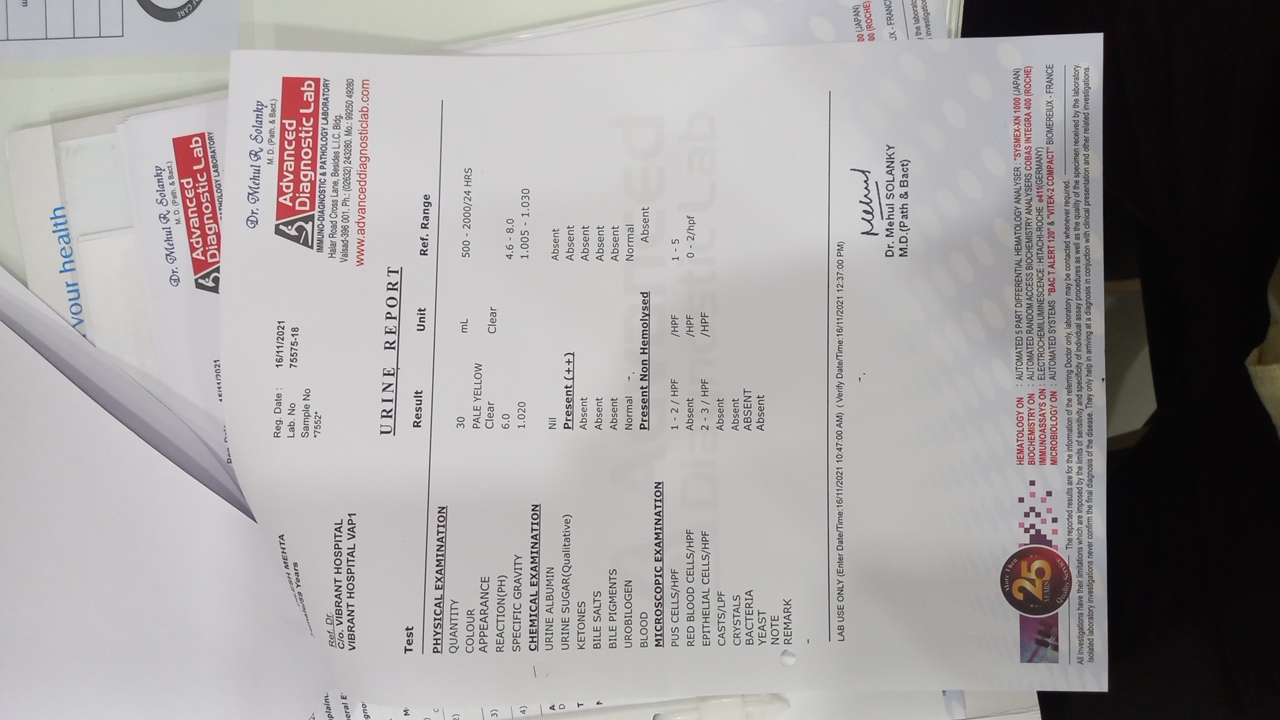 your health
Dr. Mehul R. Solanky
M. D. (Path. & Bact.)
Advanced
Diagnostic Lab
PATHOLOGY LABORATORY
Reg. Date
15/11/2021
Dr. Mehul R. Solanky
M. D. (Path. & Bact.)
Advanced
Diagnostic Lab
IMMUNO-DIAGNOSTIC & PATHOLOGY LABORATORY
Halar Road Cross Lane, Besides L.I.C. Bldg.
Valsad-396 001. Ph.: (02632) 243280. Mo.: 99250 49280
www.advanceddiagnosticlab.com
MEHTA
59 Years
Reg. Date : 16/11/2021
Lab. No 75575-18
Sample No
*7552*
Ref. Dr.
C/o. VIBRANT HOSPITAL
VIBRANT HOSPITAL VAP1
URINE REPORT
Test Result Unit Ref. Range
PHYSICAL EXAMINATION
QUANTITY 30 mL 500 - 2000/24 HRS
COLOUR PALE YELLOW
APPEARANCE Clear Clear
REACTION(PH) 6.0 4.6 - 8.0
SPECIFIC GRAVITY 1.020 1.005 - 1.030
CHEMICAL EXAMINATION
URINE ALBUMIN Nil Absent
URINE SUGAR(Qualitative) Present (++) Absent
KETONES Absent Absent
BILE SALTS Absent Absent
BILE PIGMENTS Absent Absent
UROBILOGEN Normal Normal
BLOOD Present Non Hemolysed Absent
MICROSCOPIC EXAMINATION
PUS CELLS/HPF 1 - 2 / HPF /HPF 1 - 5
RED BLOOD CELLS/HPF Absent /HPF 0 - 2/hpf
EPITHELIAL CELLS/HPF 2 - 3 / HPF /HPF
CASTS/LPF Absent
CRYSTALS Absent
BACTERIA ABSENT
YEAST Absent
NOTE
REMARK
-
Advanced
Diagnostic Lab
LAB USE ONLY (Enter Date/Time:16/11/2021 10:47:00 AM) ( Verify Date/Time:16/11/2021 12:37:00 PM)
Mehul
Dr. Mehul SOLANKY
M.D.(Path & Bact)
More Then
25
YEARS
Quality Service
HEMATOLOGY ON : AUTOMATED 5 PART DIFFERENTIAL HEMATOLOGY ANALYSER : "SYSMEX-XN 1000 (JAPAN)
BIOCHEMISTRY ON : AUTOMATED RANDOM ACCESS BIOCHEMISTRY ANALYSERS COBAS INTEGRA 400 (ROCHE)
IMMUNOASSAYS ON : ELECTROCHEMILUMINESCENCE : HITACHI-ROCHE e411(GERMANY)
MICROBIOLOGY ON : AUTOMATED SYSTEMS "BAC T ALERT 120" & "VITEK-2 COMPACT" BIOMEREIUX - FRANCE
The reported results are for the information of the referring Doctor only, laboratory may be contacted whenever required.
All investigations have their limitations which are imposed by the limits of sensitivity and specificity of individual assay procedures as well as the quality of the specimen received by the laboratory.
Isolated laboratory investigations never confirm the final diagnosis of the disease. They only help in arriving at a diagnosis in conjuction with clinical presentation and other related investigations.
00 (JAPAN)
00 (ROCHE)
UX - FRANCE